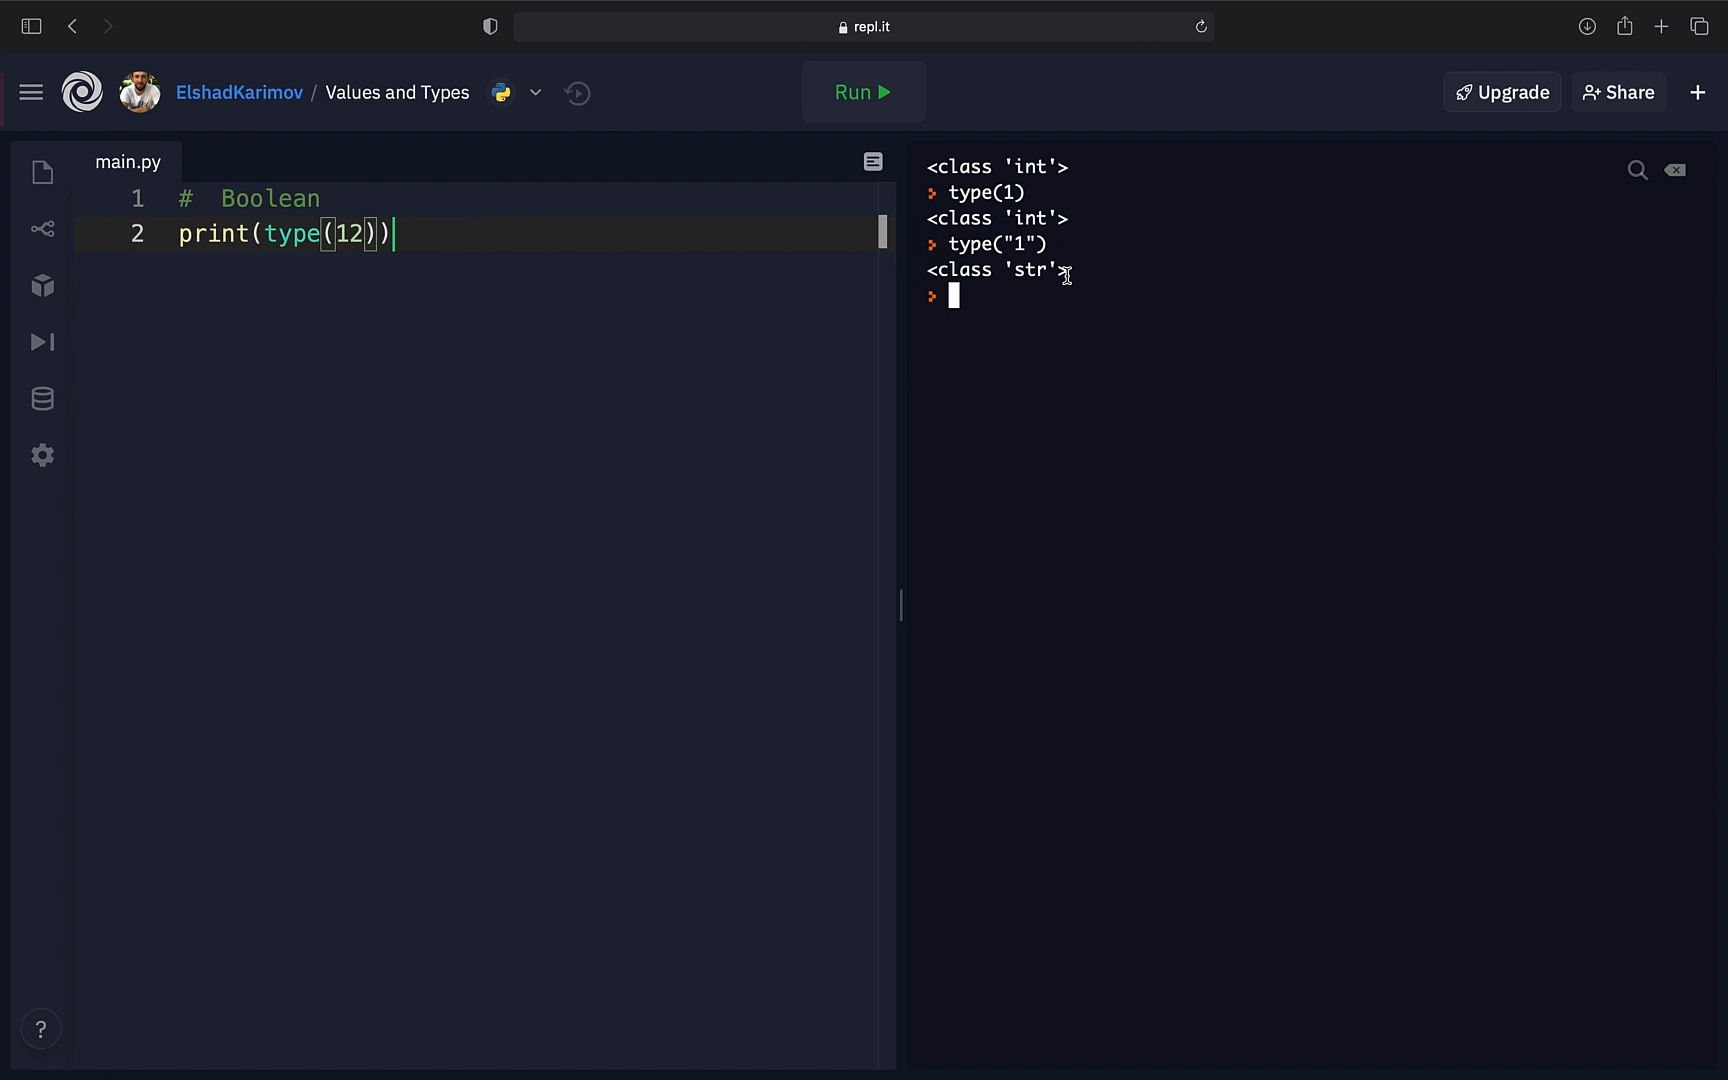 repl.it
ElshadKarimov / Values and Types
Run
Upgrade
Share
main.py
1 #  Boolean
2 print(type(12))
<class 'int'>
type(1)
<class 'int'>
type("1")
<class 'str'>
?